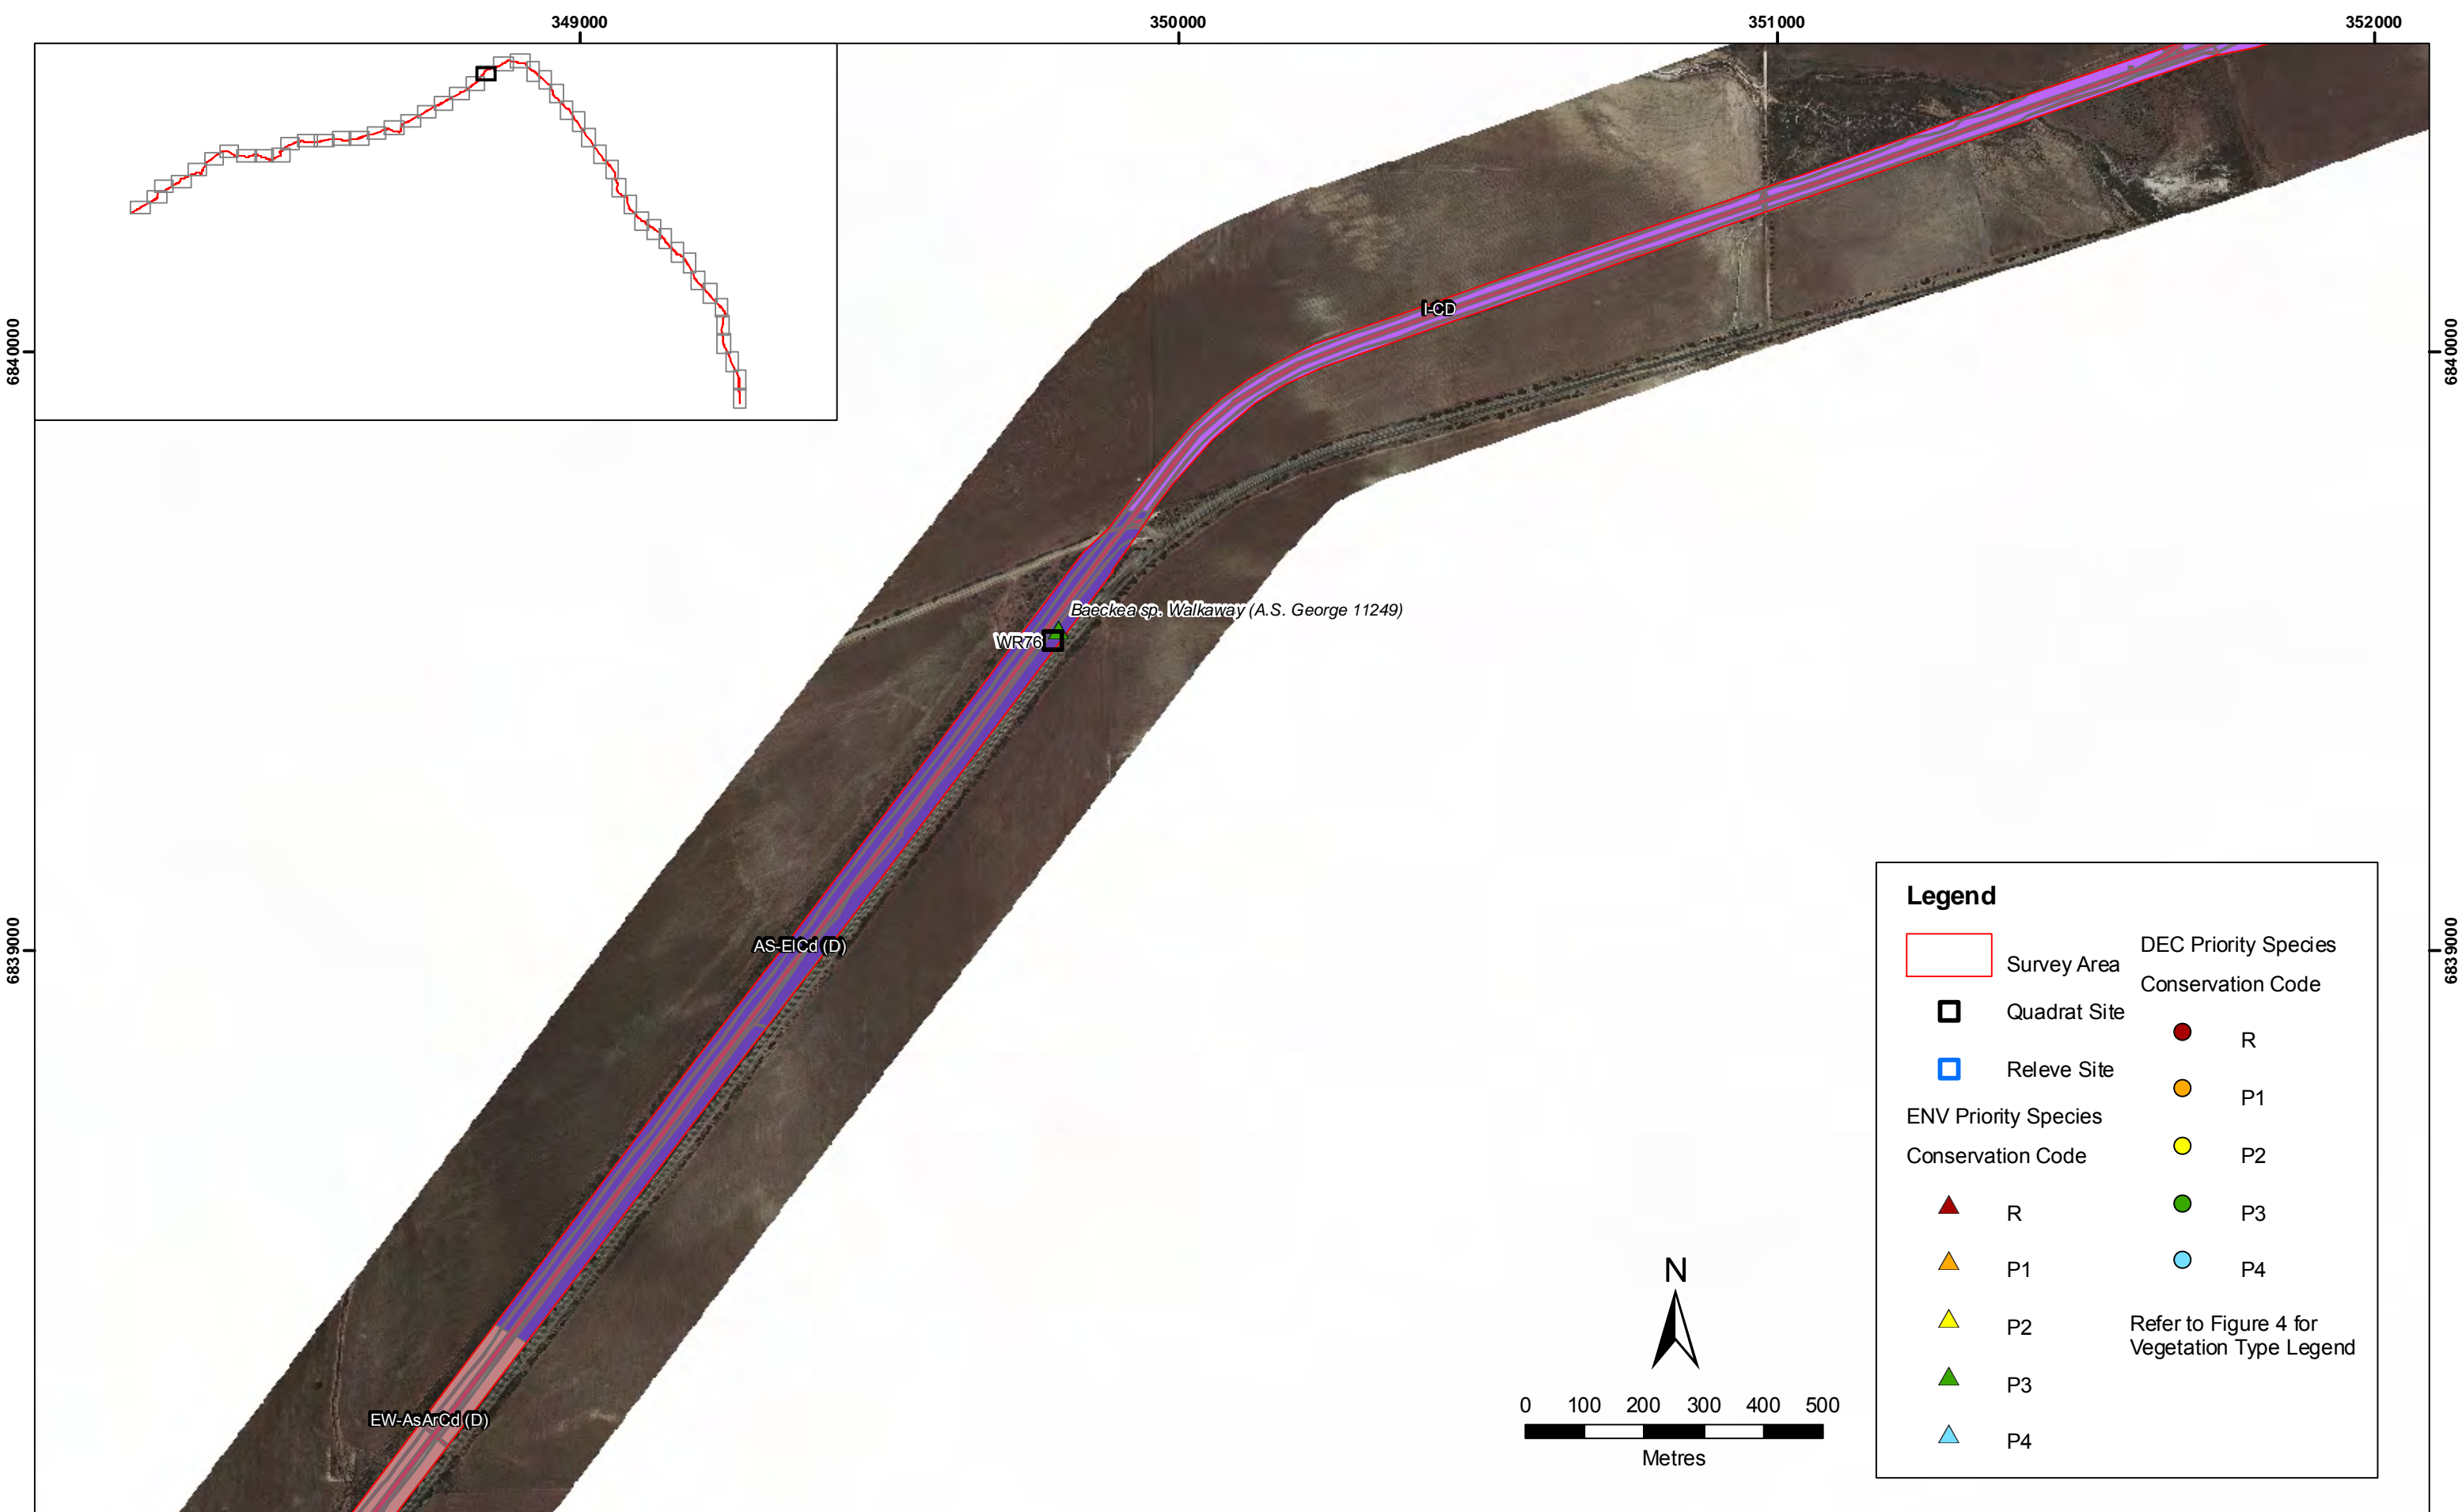 349000
350000
351000
352000
6840000
6840000
I-CD
Baeckea sp. Walkaway (A.S. George 11249)
WR76
6839000
6839000
AS-ElCd (D)
EW-AsArCd (D)
N
0 100 200 300 400 500
Metres
Legend
Survey Area
Quadrat Site
Releve Site
ENV Priority Species
Conservation Code
R
P1
P2
P3
P4
DEC Priority Species
Conservation Code
R
P1
P2
P3
P4
Refer to Figure 4 for
Vegetation Type Legend